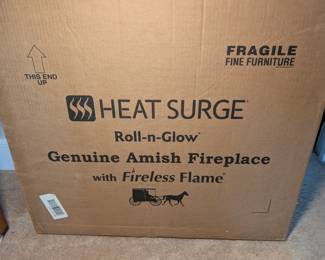 THIS END
UP
FRAGILE
FINE FURNITURE
HEAT SURGE
Roll-n-Glow
Genuine Amish Fireplace
with A Fireless Flame